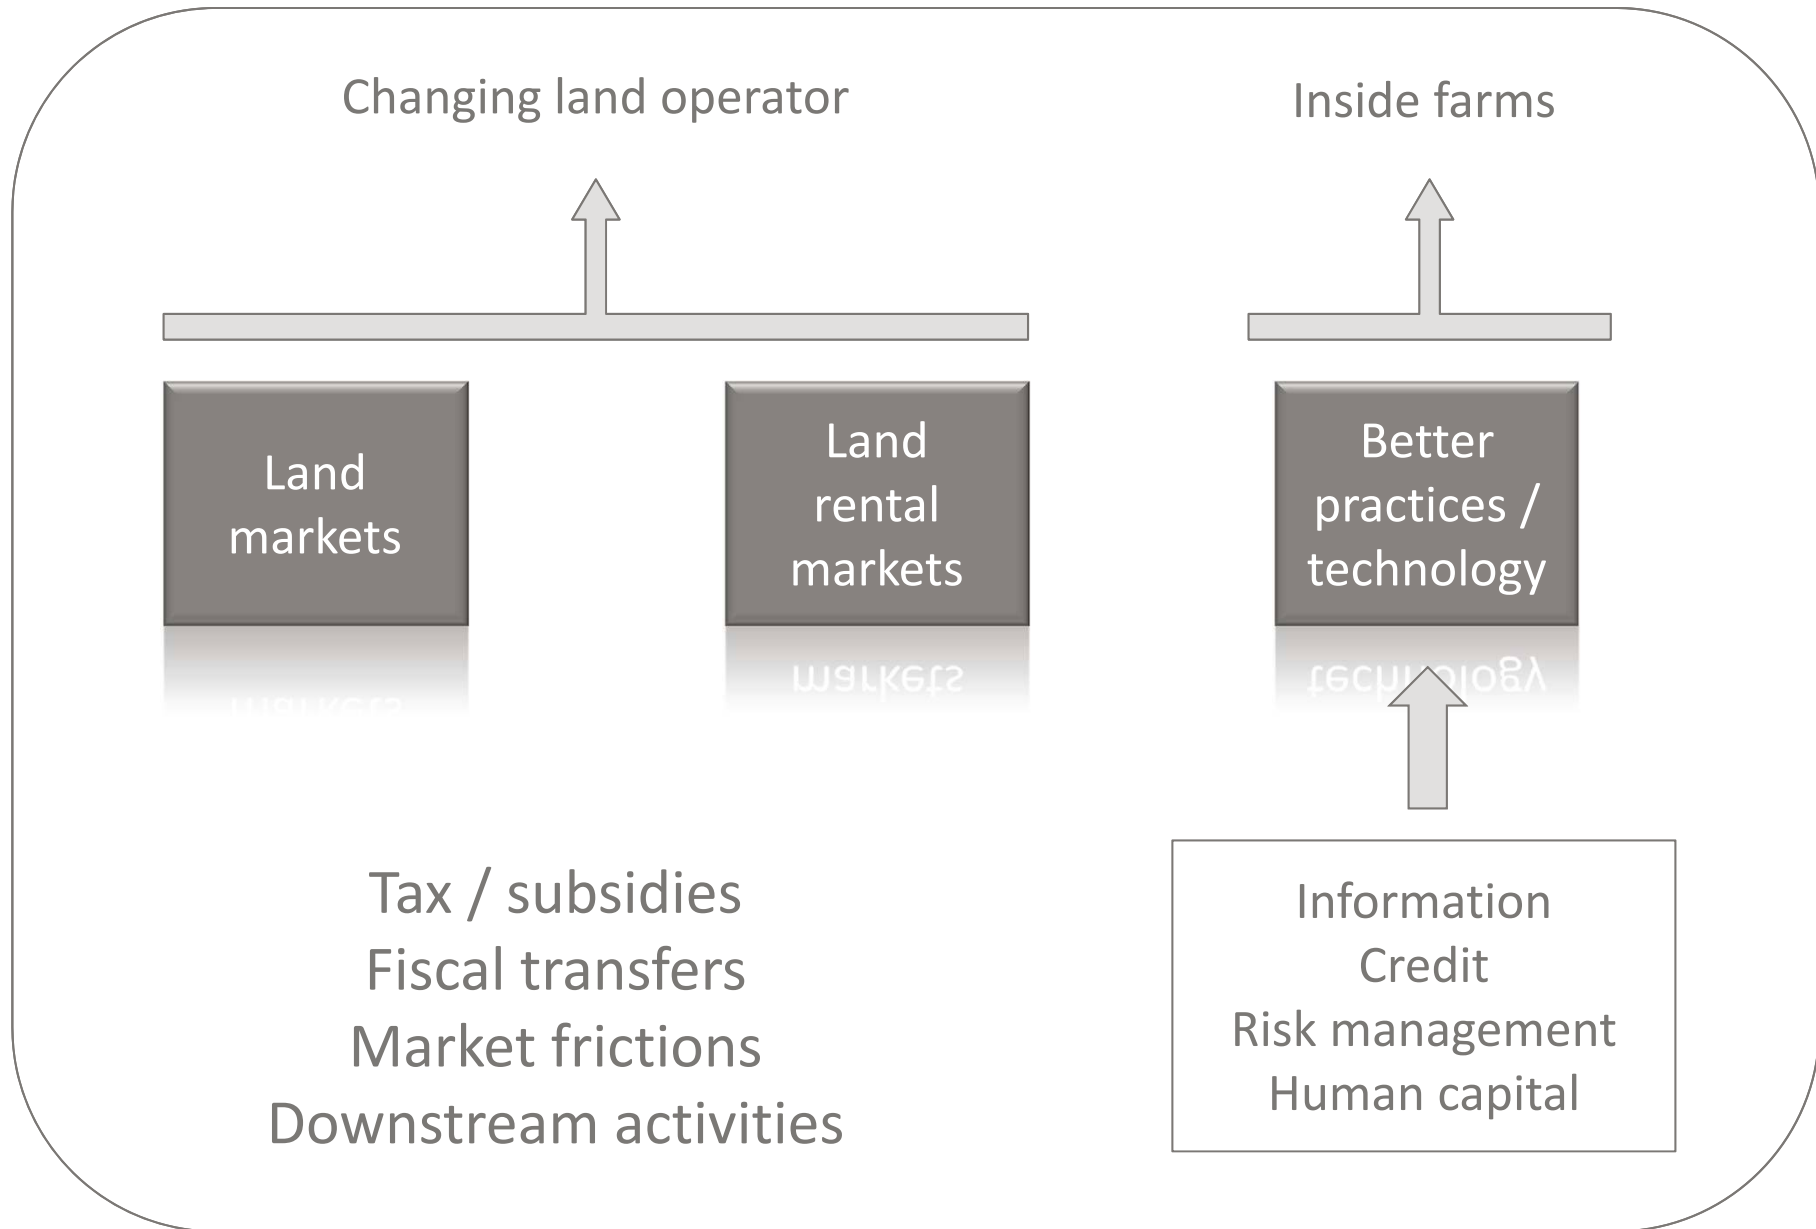 Changing land operator
Inside farms
Land
markets
Land
rental
markets
Better
practices /
technology
Tax / subsidies
Fiscal transfers
Market frictions
Downstream activities
Information
Credit
Risk management
Human capital